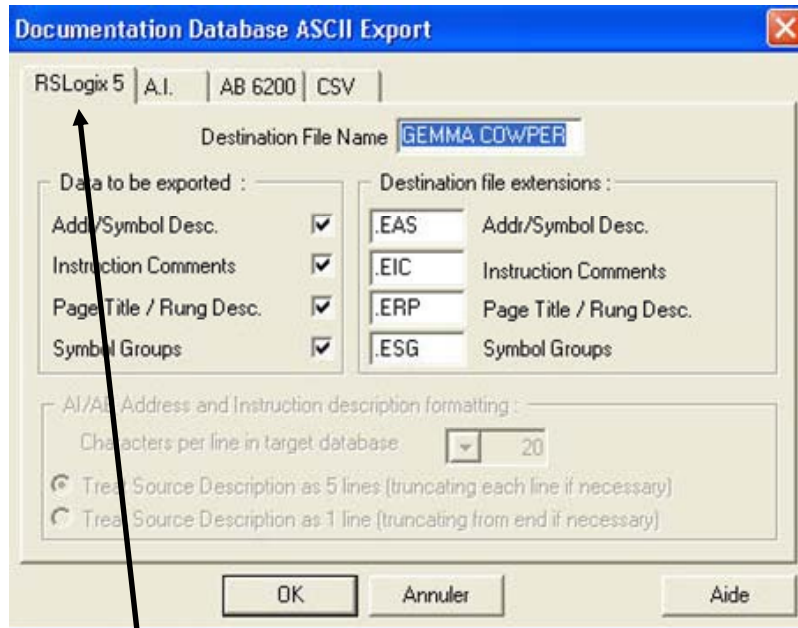 Documentation Database ASCII Export
RSLogix 5 A.I. AB 6200 CSV
Destination File Name GEMMA COWPER
Data to be exported :
Addr/Symbol Desc.
Instruction Comments
Page Title / Rung Desc.
Symbol Groups
Destination file extensions :
.EAS Addr/Symbol Desc.
.EIC Instruction Comments
.ERP Page Title / Rung Desc.
.ESG Symbol Groups
AI/AB Address and Instruction description formatting :
Characters per line in target database 20
Treat Source Description as 5 lines (truncating each line if necessary)
Treat Source Description as 1 line (truncating from end if necessary)
OK Annuler Aide